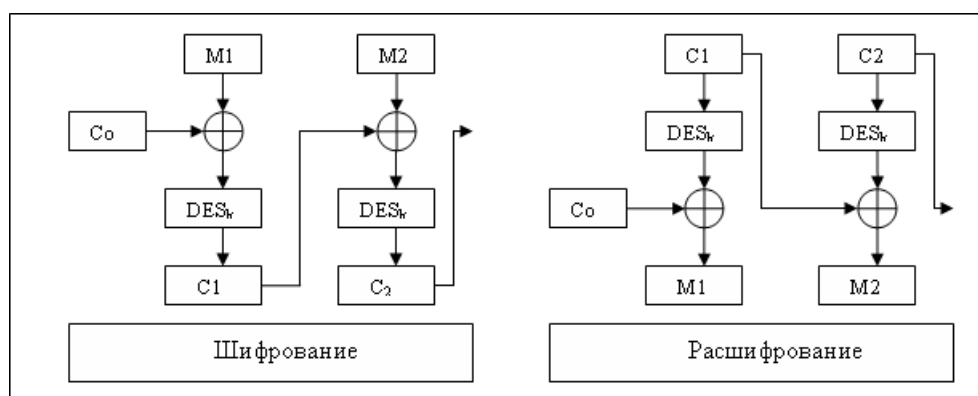 M1
M2
Co
DESk
DESk
C1
C2
Шифрование
C1
C2
DESk
DESk
Co
M1
M2
Расшифрование